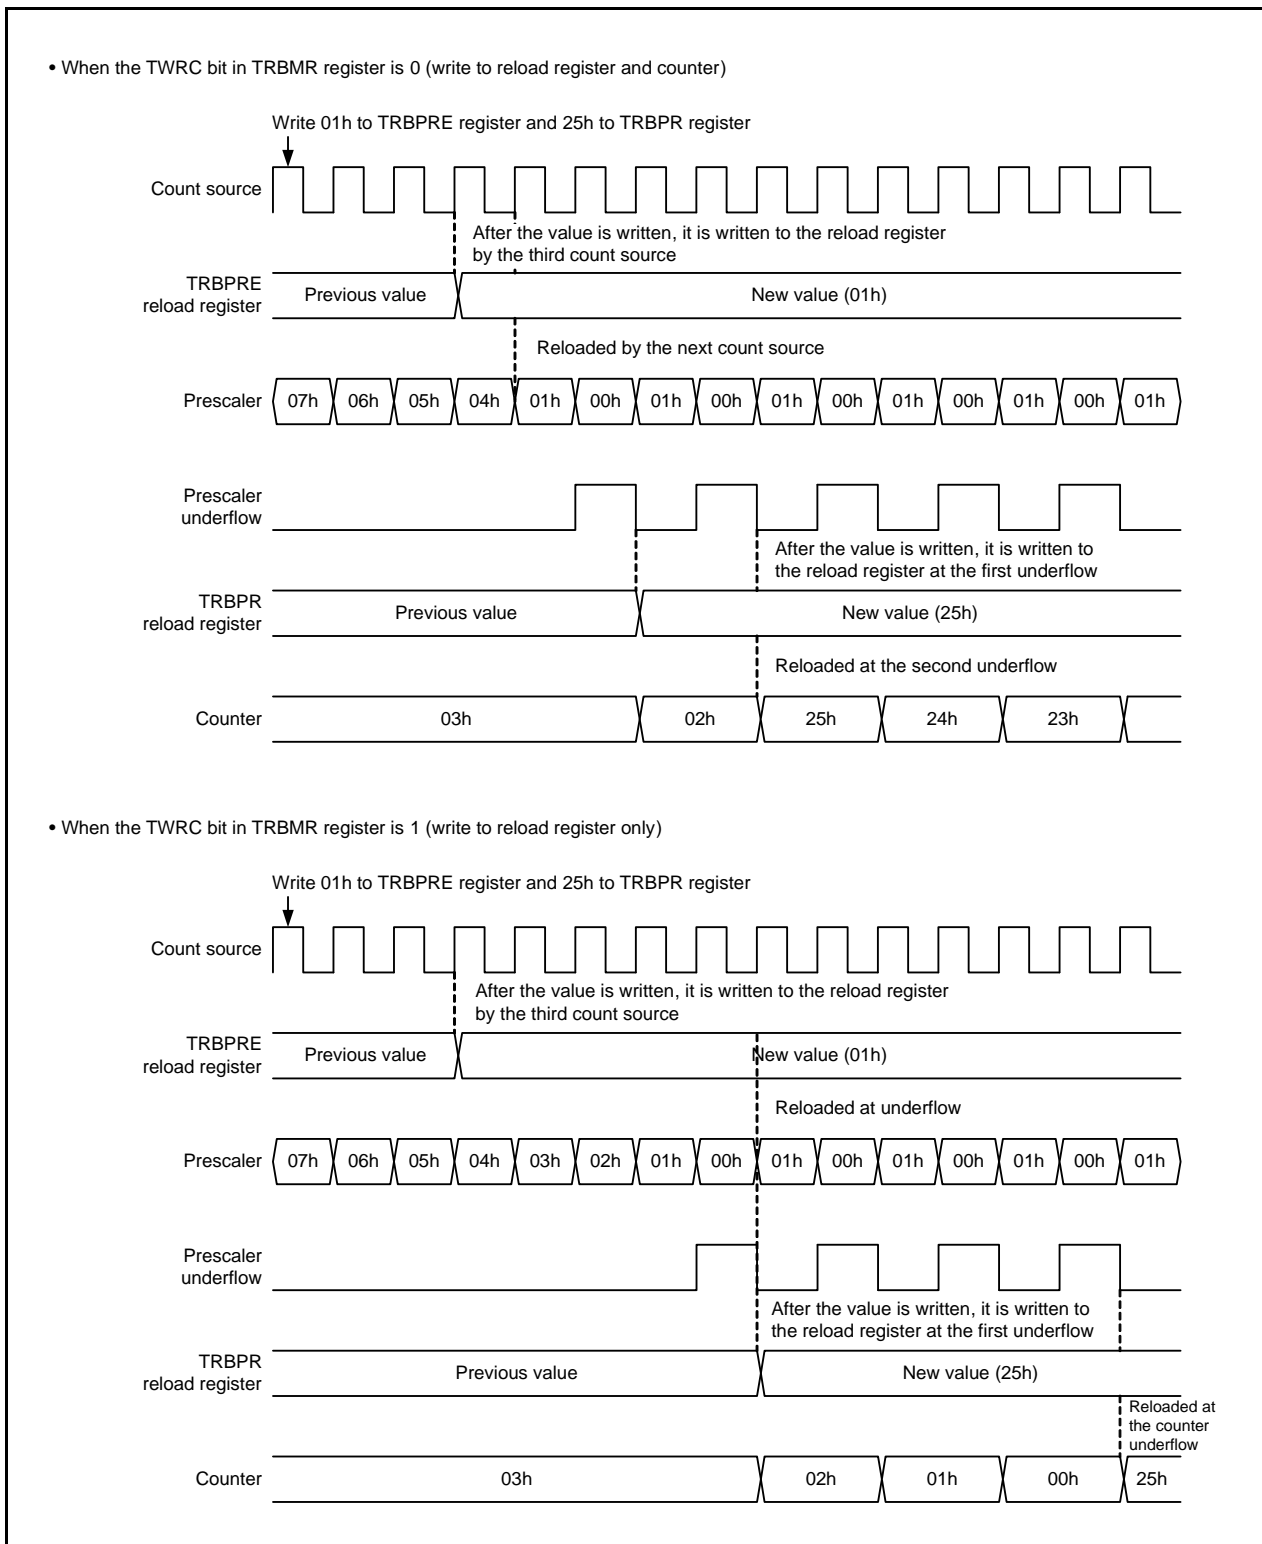 • When the TWRC bit in TRBMR register is 0 (write to reload register and counter)
Write 01h to TRBPRE register and 25h to TRBPR register
Count source
After the value is written, it is written to the reload register
by the third count source
TRBPRE
reload register
Previous value
New value (01h)
Reloaded by the next count source
Prescaler
07h 06h 05h 04h 01h 00h 01h 00h 01h 00h 01h 00h 01h 00h 01h
Prescaler
underflow
After the value is written, it is written to
the reload register at the first underflow
TRBPR
reload register
Previous value
New value (25h)
Reloaded at the second underflow
Counter
03h 02h 25h 24h 23h
• When the TWRC bit in TRBMR register is 1 (write to reload register only)
Write 01h to TRBPRE register and 25h to TRBPR register
Count source
After the value is written, it is written to the reload register
by the third count source
TRBPRE
reload register
Previous value
New value (01h)
Reloaded at underflow
Prescaler
07h 06h 05h 04h 03h 02h 01h 00h 01h 00h 01h 00h 01h 00h 01h
Prescaler
underflow
After the value is written, it is written to
the reload register at the first underflow
TRBPR
reload register
Previous value
New value (25h)
Reloaded at
the counter
underflow
Counter
03h 02h 01h 00h 25h